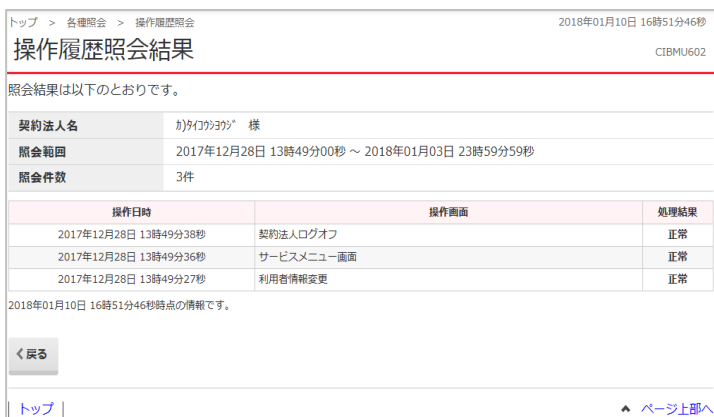 トップ > 各種照会 > 操作履歴照会
2018年01月10日 16時51分46秒
操作履歴照会結果
CIBMU602
照会結果は以下のとおりです。
契約法人名 ｶ)ﾀｲｺｳｼﾖｳｼﾞ 様
照会範囲 2017年12月28日 13時49分00秒 ～ 2018年01月03日 23時59分59秒
照会件数 3件
操作日時 操作画面 処理結果
2017年12月28日 13時49分38秒 契約法人ログオフ 正常
2017年12月28日 13時49分36秒 サービスメニュー画面 正常
2017年12月28日 13時49分27秒 利用者情報変更 正常
2018年01月10日 16時51分46秒時点の情報です。
戻る
トップ
ページ上部へ